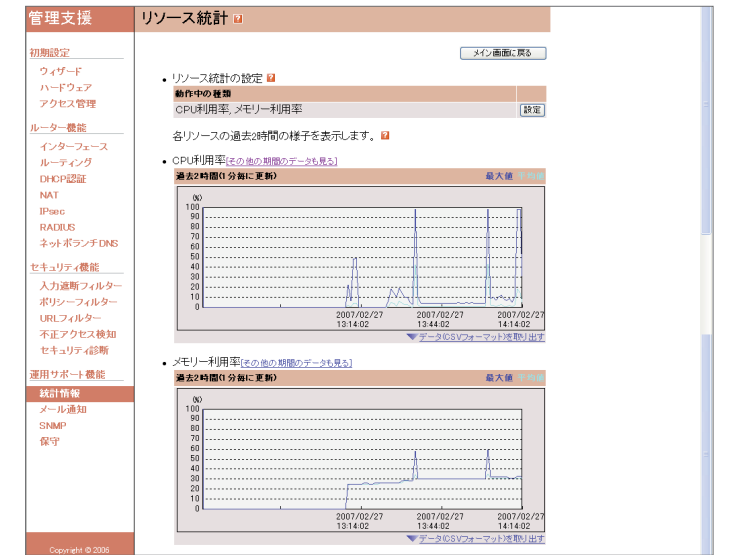 管理支援
リソース統計 ?
初期設定
ウィザード
ハードウェア
アクセス管理
ルーター機能
インターフェース
ルーティング
DHCP認証
NAT
IPsec
RADIUS
ネットボランチDNS
セキュリティ機能
入力遮断フィルター
ポリシーフィルター
URLフィルター
不正アクセス検知
セキュリティ診断
運用サポート機能
統計情報
メール通知
SNMP
保守
Copyright © 2006
メイン画面に戻る
• リソース統計の設定 ?
動作中の種類
CPU利用率, メモリー利用率 設定
各リソースの過去2時間の様子を表示します。 ?
• CPU利用率[その他の期間のデータも見る]
過去2時間(1分毎に更新) 最大値 平均値
(%)
100
90
80
70
60
50
40
30
20
10
0
2007/02/27 2007/02/27 2007/02/27
13:14:02 13:44:02 14:14:02
データ(CSVフォーマット)を取り出す
• メモリー利用率[その他の期間のデータも見る]
過去2時間(1分毎に更新) 最大値 平均値
(%)
100
90
80
70
60
50
40
30
20
10
0
2007/02/27 2007/02/27 2007/02/27
13:14:02 13:44:02 14:14:02
データ(CSVフォーマット)を取り出す